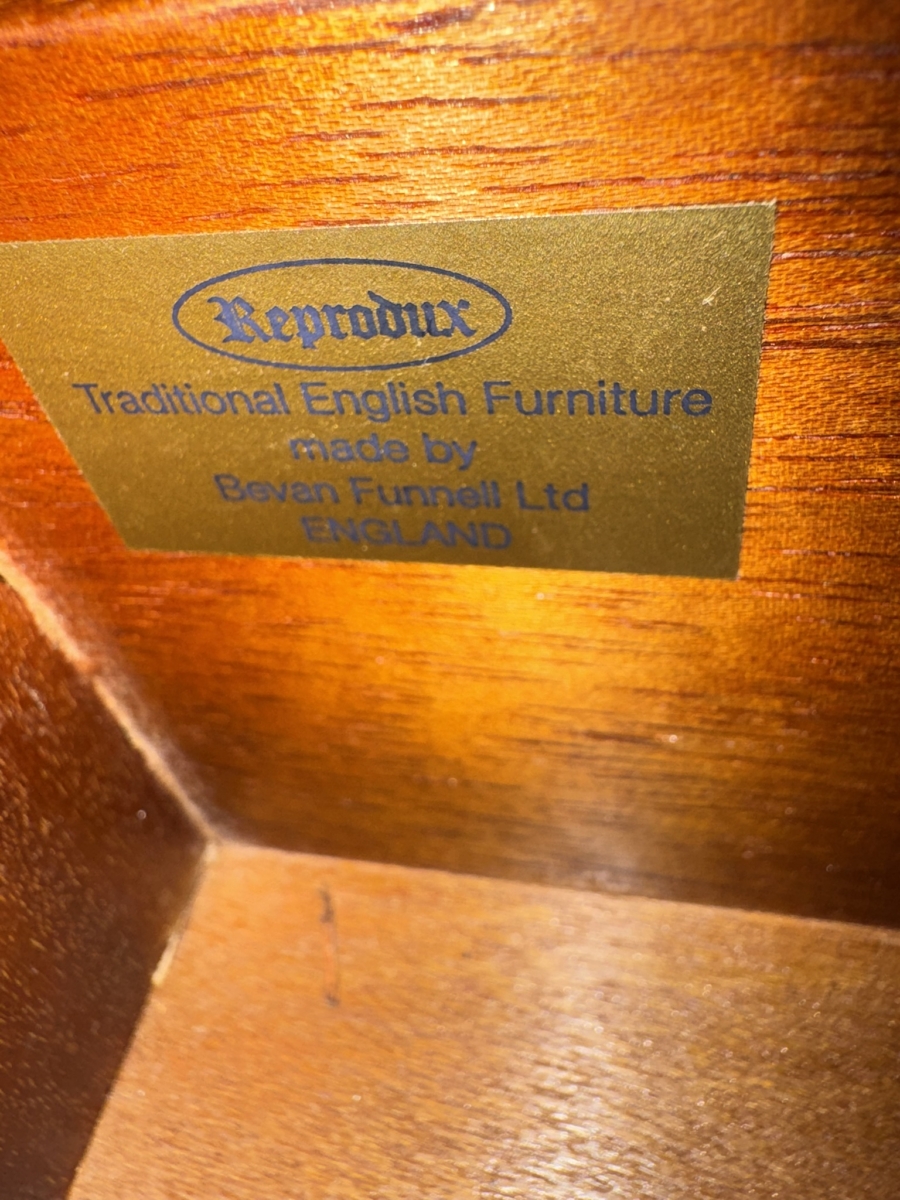 Reprodux
Traditional English Furniture
made by
Bevan Funnell Ltd
ENGLAND